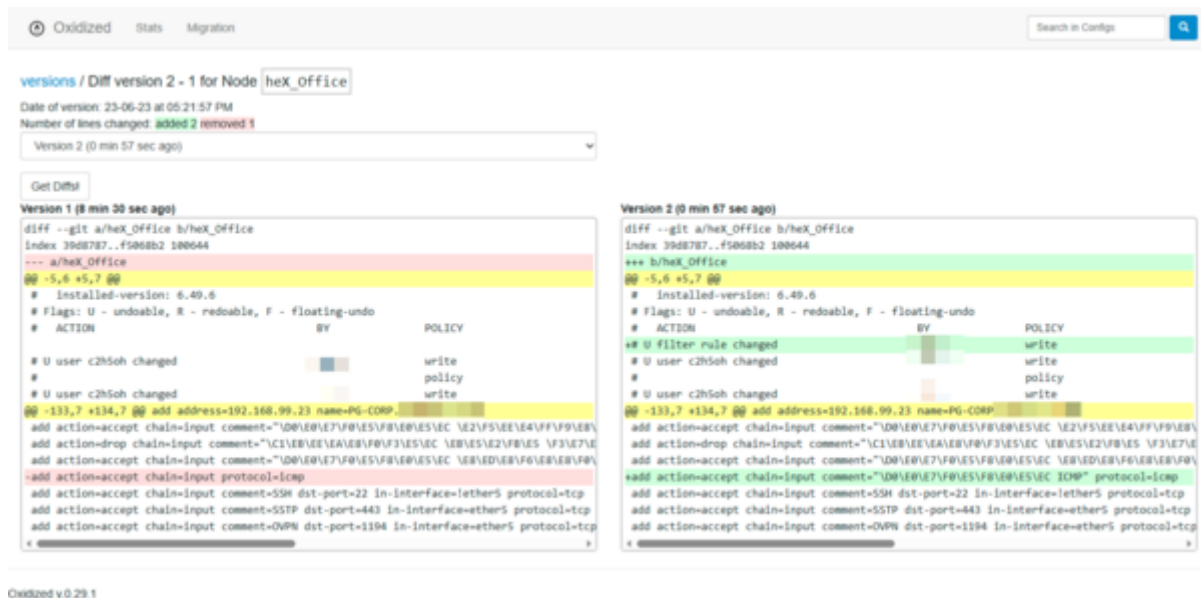 Oxidized Stats Migration Search in Configs
versions / Diff version 2 - 1 for Node heX_Office
Date of version: 23-06-23 at 05:21:57 PM
Number of lines changed: added 2 removed 1
Version 2 (0 min 57 sec ago)
Get Diffs!
Version 1 (8 min 30 sec ago)
diff --git a/heX_Office b/heX_Office
index 39d8787..f5068b2 100644
--- a/heX_Office
@@ -5,6 +5,7 @@
# installed-version: 6.49.6
# Flags: U - undoable, R - redoable, F - floating-undo
# ACTION BY POLICY
# U user c2h5oh changed write
# policy
# U user c2h5oh changed write
@@ -133,7 +134,7 @@ add address=192.168.99.23 name=PG-CORP.
add action=accept chain=input comment="\D0\E0\E7\F0\E5\F8\E0\E5\EC \E2\F5\EE\E4\FF\F9\E8\
add action=drop chain=input comment="\C1\EB\EE\EA\E8\F0\F3\E5\EC \EB\E5\E2\FB\E5 \F3\E7\E
add action=accept chain=input comment="\D0\E0\E7\F0\E5\F8\E0\E5\EC \E8\ED\E8\F6\E8\E8\F0\
-add action=accept chain=input protocol=icmp
add action=accept chain=input comment=SSH dst-port=22 in-interface=!ether5 protocol=tcp
add action=accept chain=input comment=SSTP dst-port=443 in-interface=ether5 protocol=tcp
add action=accept chain=input comment=OVPN dst-port=1194 in-interface=ether5 protocol=tcp
Version 2 (0 min 57 sec ago)
diff --git a/heX_Office b/heX_Office
index 39d8787..f5068b2 100644
+++ b/heX_Office
@@ -5,6 +5,7 @@
# installed-version: 6.49.6
# Flags: U - undoable, R - redoable, F - floating-undo
# ACTION BY POLICY
+# U filter rule changed write
# U user c2h5oh changed write
# policy
# U user c2h5oh changed write
@@ -133,7 +134,7 @@ add address=192.168.99.23 name=PG-CORP
add action=accept chain=input comment="\D0\E0\E7\F0\E5\F8\E0\E5\EC \E2\F5\EE\E4\FF\F9\E8\
add action=drop chain=input comment="\C1\EB\EE\EA\E8\F0\F3\E5\EC \EB\E5\E2\FB\E5 \F3\E7\E
add action=accept chain=input comment="\D0\E0\E7\F0\E5\F8\E0\E5\EC \E8\ED\E8\F6\E8\E8\F0\
+add action=accept chain=input comment="\D0\E0\E7\F0\E5\F8\E0\E5\EC ICMP" protocol=icmp
add action=accept chain=input comment=SSH dst-port=22 in-interface=!ether5 protocol=tcp
add action=accept chain=input comment=SSTP dst-port=443 in-interface=ether5 protocol=tcp
add action=accept chain=input comment=OVPN dst-port=1194 in-interface=ether5 protocol=tcp
Oxidized v.0.29.1